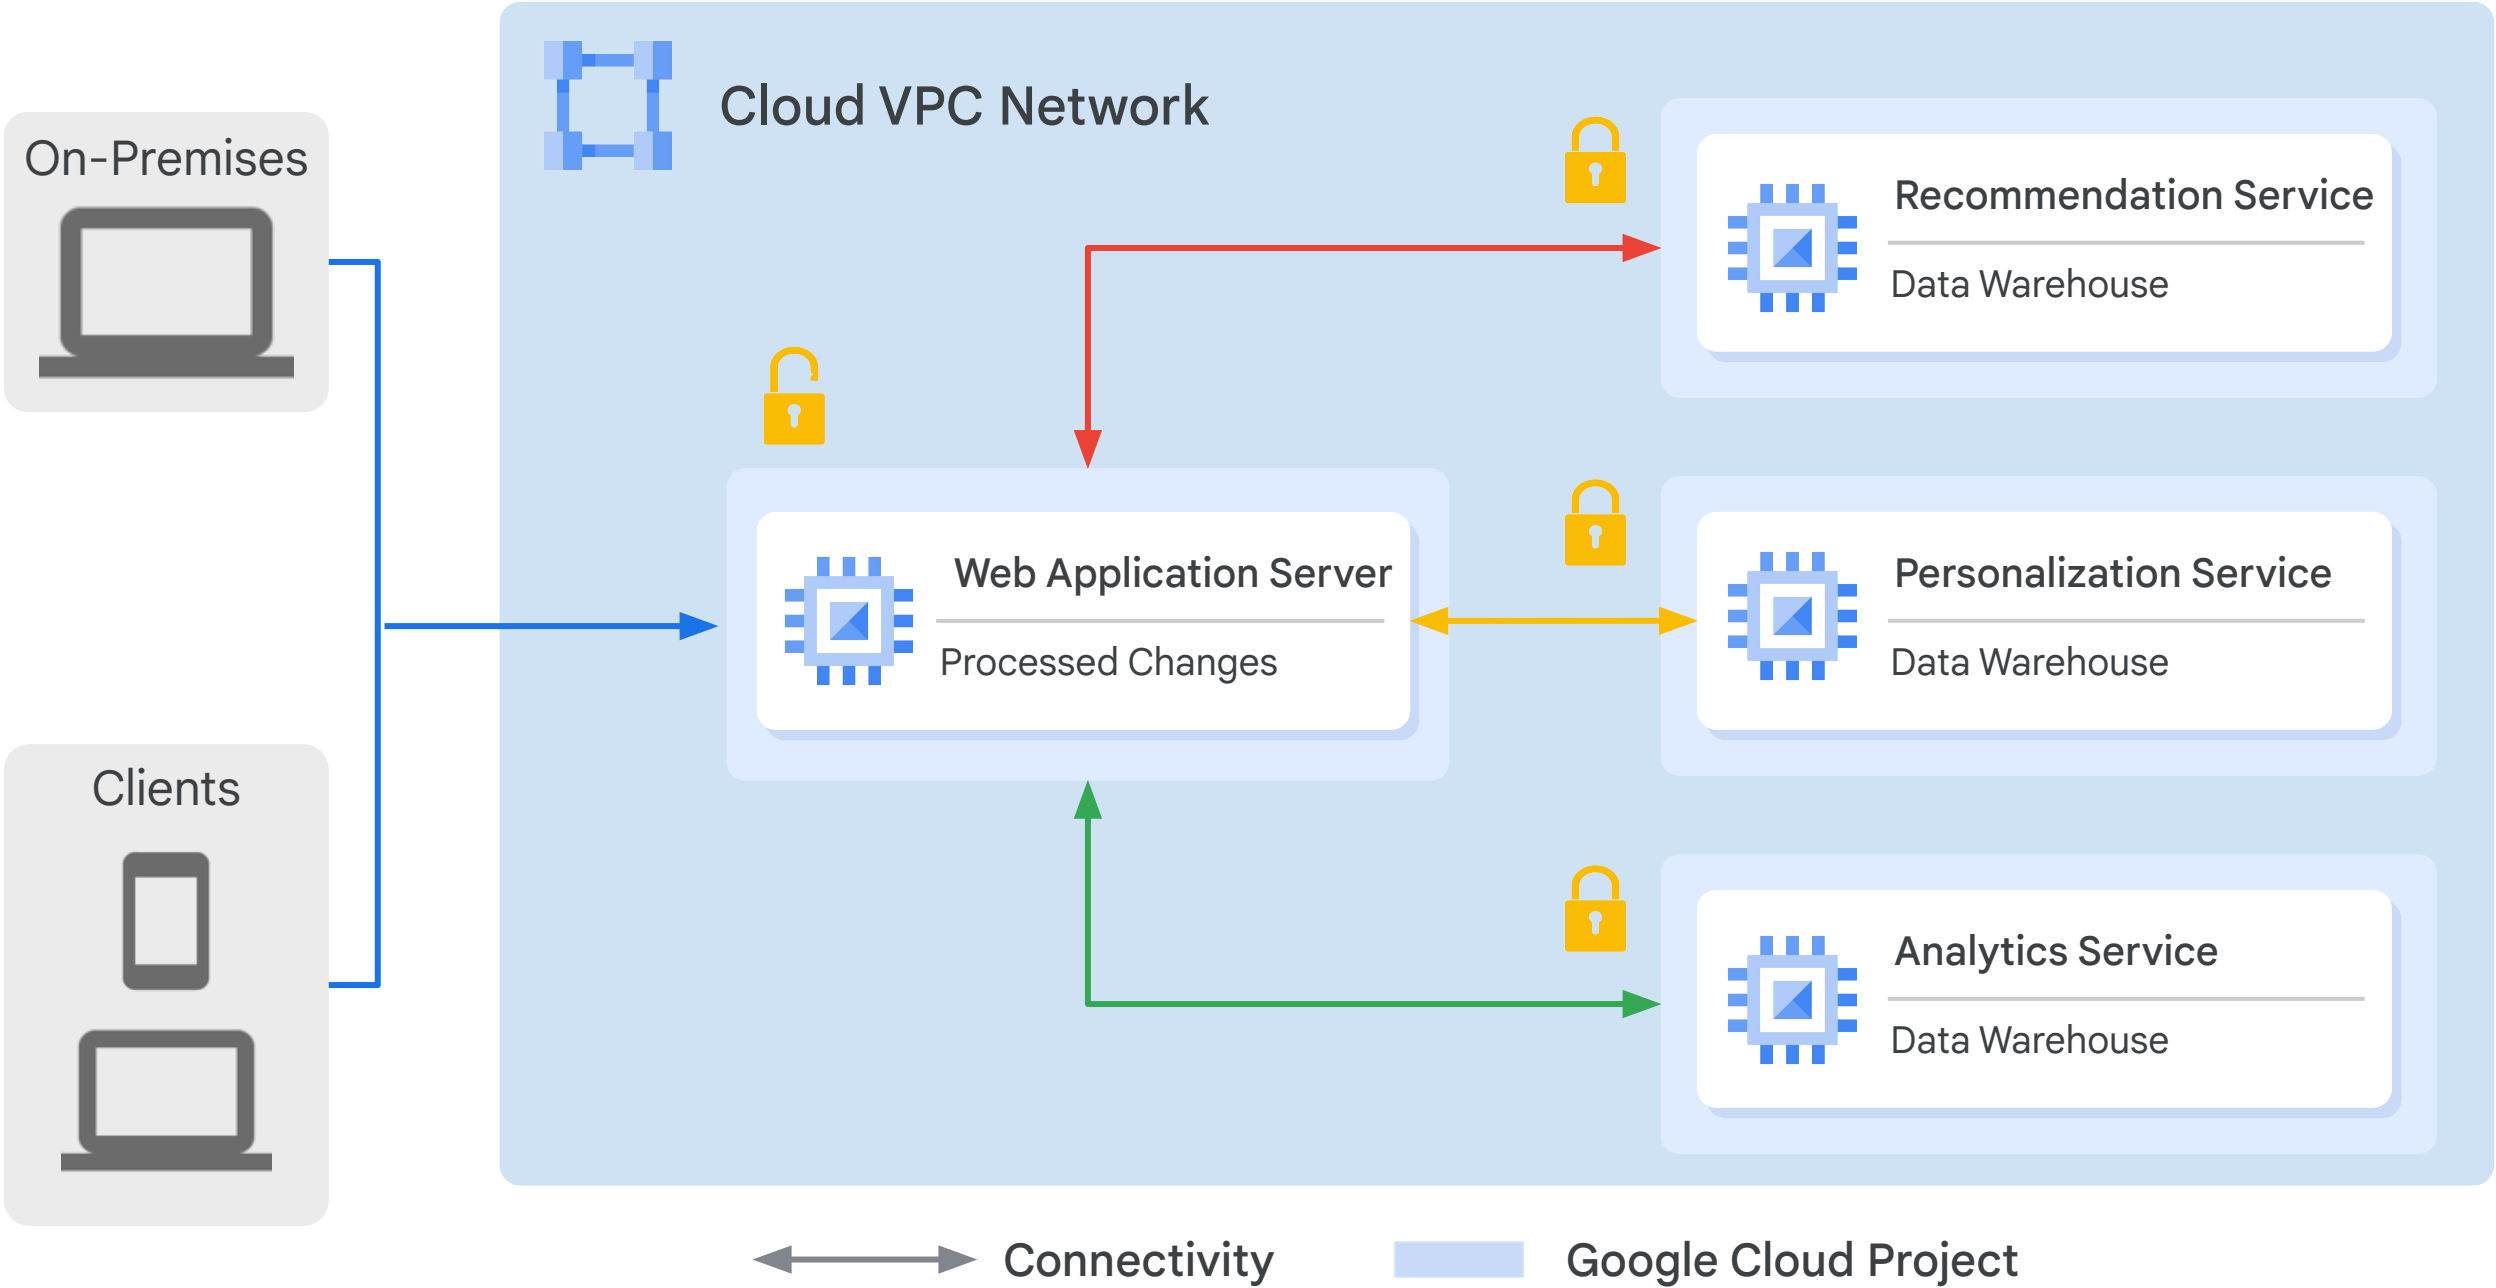 Cloud VPC Network
On-Premises
Recommendation Service
Data Warehouse
Web Application Server
Processed Changes
Personalization Service
Data Warehouse
Clients
Analytics Service
Data Warehouse
Connectivity
Google Cloud Project